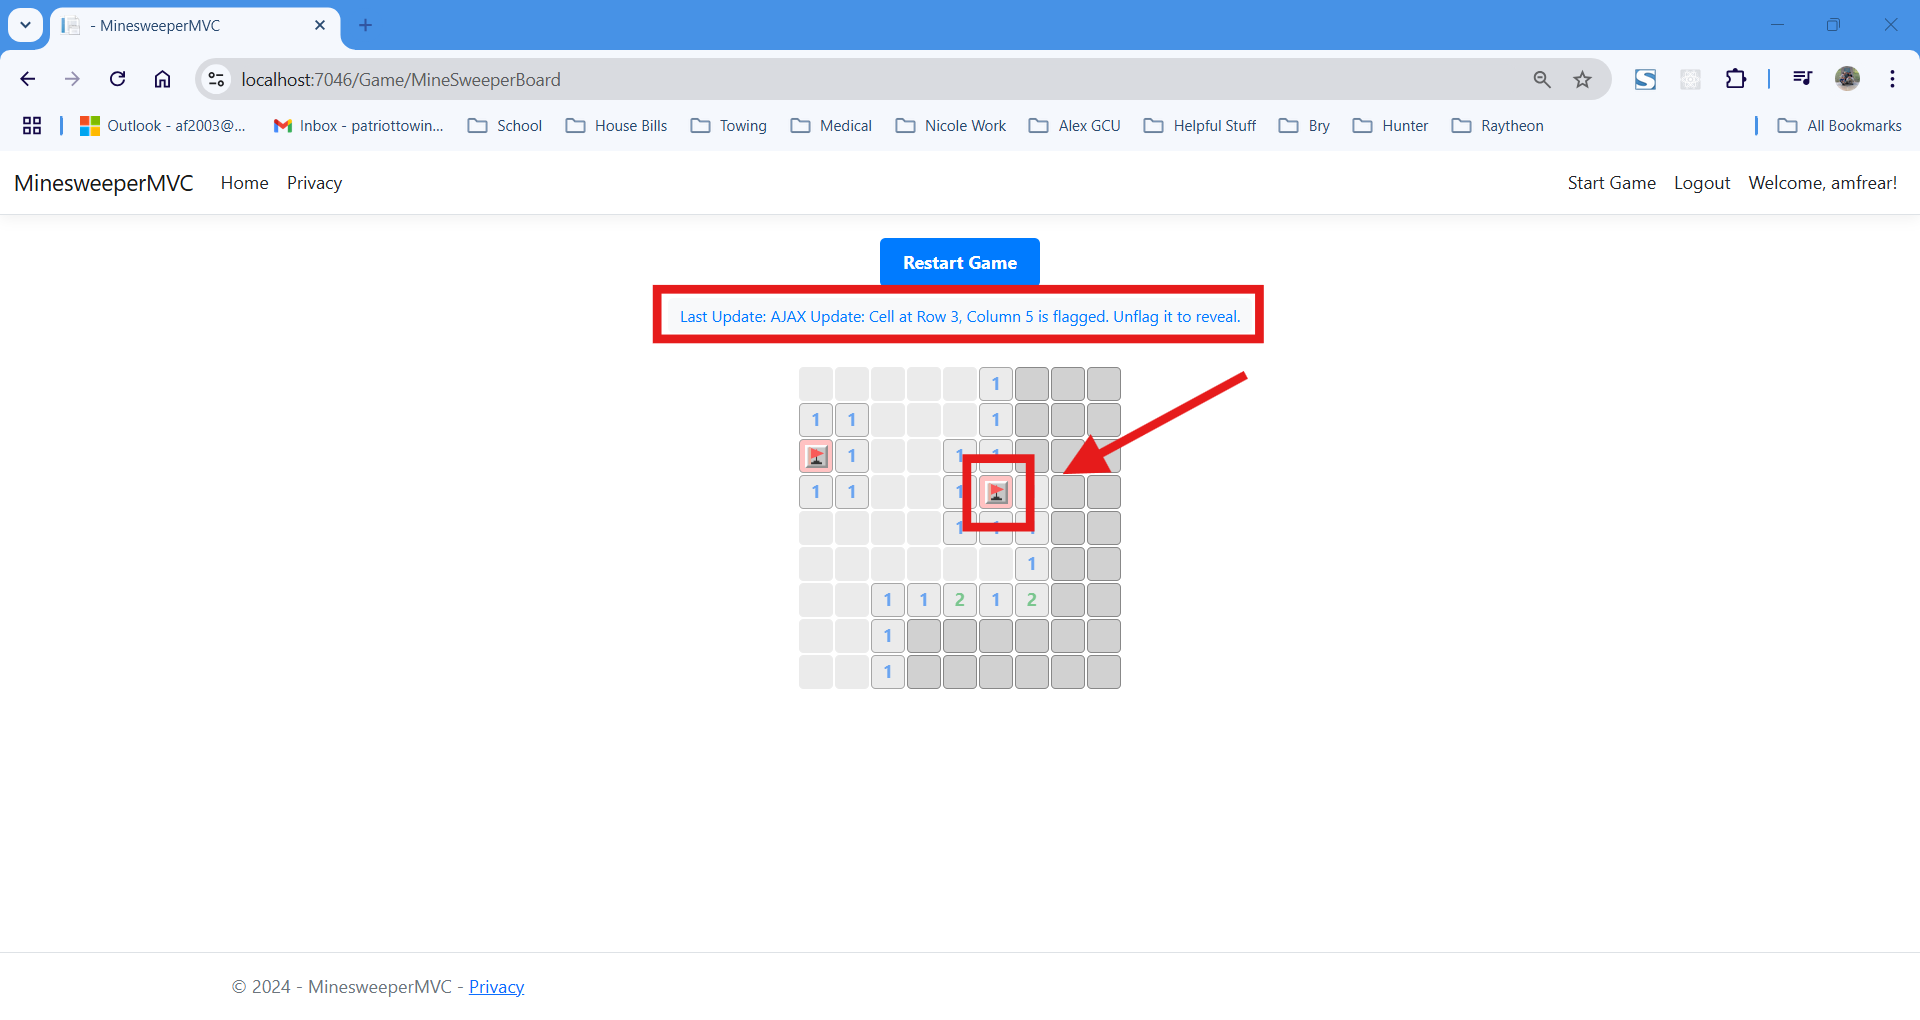 - MinesweeperMVC
localhost:7046/Game/MineSweeperBoard
Outlook - af2003@...
Inbox - patriottowin...
School
House Bills
Towing
Medical
Nicole Work
Alex GCU
Helpful Stuff
Bry
Hunter
Raytheon
All Bookmarks
MinesweeperMVC Home Privacy Start Game Logout Welcome, amfrear!
Restart Game
Last Update: AJAX Update: Cell at Row 3, Column 5 is flagged. Unflag it to reveal.
1
1 1 1
1 1 1
1 1 1
1 1 1
1
1 1 2 1 2
1
1
© 2024 - MinesweeperMVC - Privacy